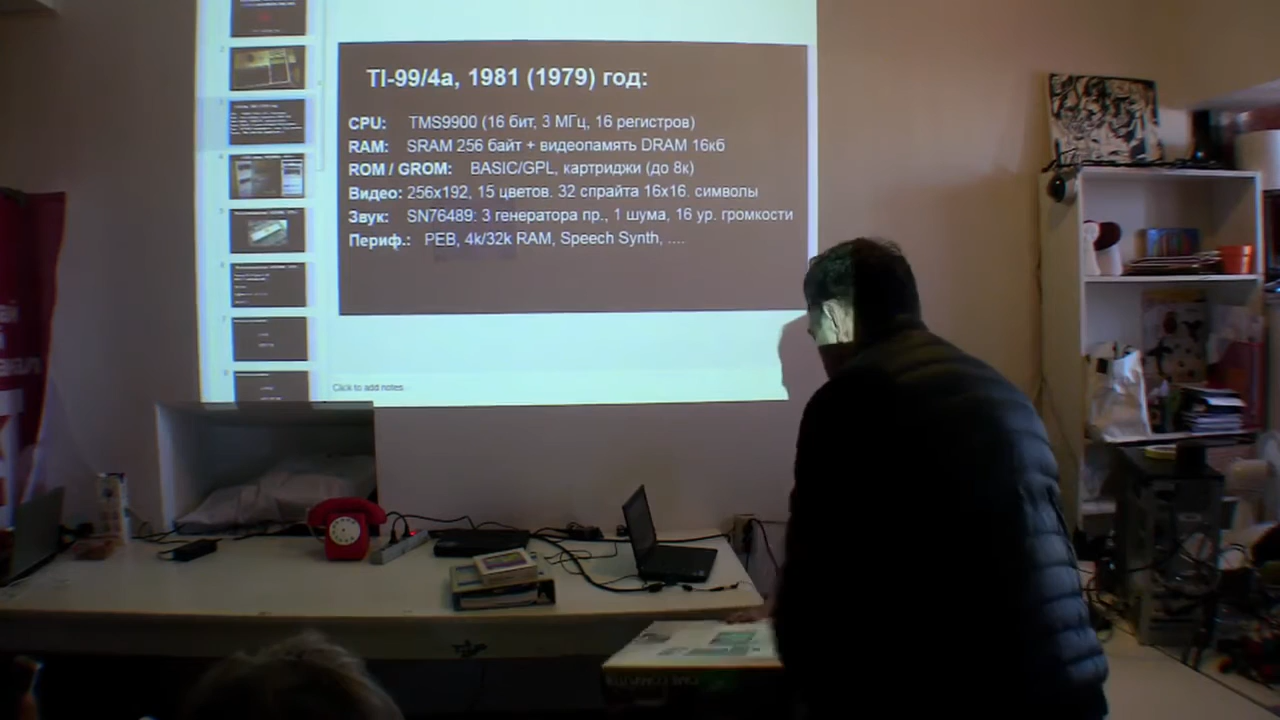 TI-99/4a, 1981 (1979) год:
CPU: TMS9900 (16 бит, 3 МГц, 16 регистров)
RAM: SRAM 256 байт + видеопамять DRAM 16кб
ROM / GROM: BASIC/GPL, картриджи (до 8к)
Видео: 256x192, 15 цветов. 32 спрайта 16x16. символы
Звук: SN76489: 3 генератора пр., 1 шума, 16 ур. громкости
Периф.: PEB, 4k/32k RAM, Speech Synth, ....
Click to add notes